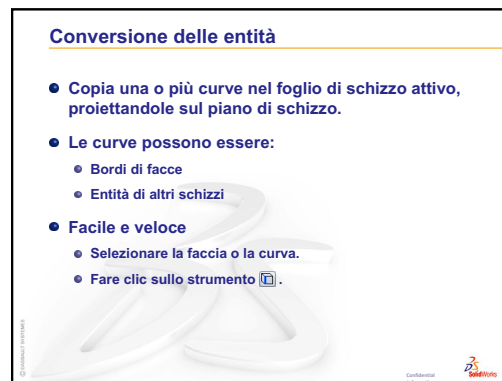 Conversione delle entità
Copia una o più curve nel foglio di schizzo attivo,
proiettandole sul piano di schizzo.
Le curve possono essere:
Bordi di facce
Entità di altri schizzi
Facile e veloce
Selezionare la faccia o la curva.
Fare clic sullo strumento .
© DASSAULT SYSTEMES
Confidential
SolidWorks